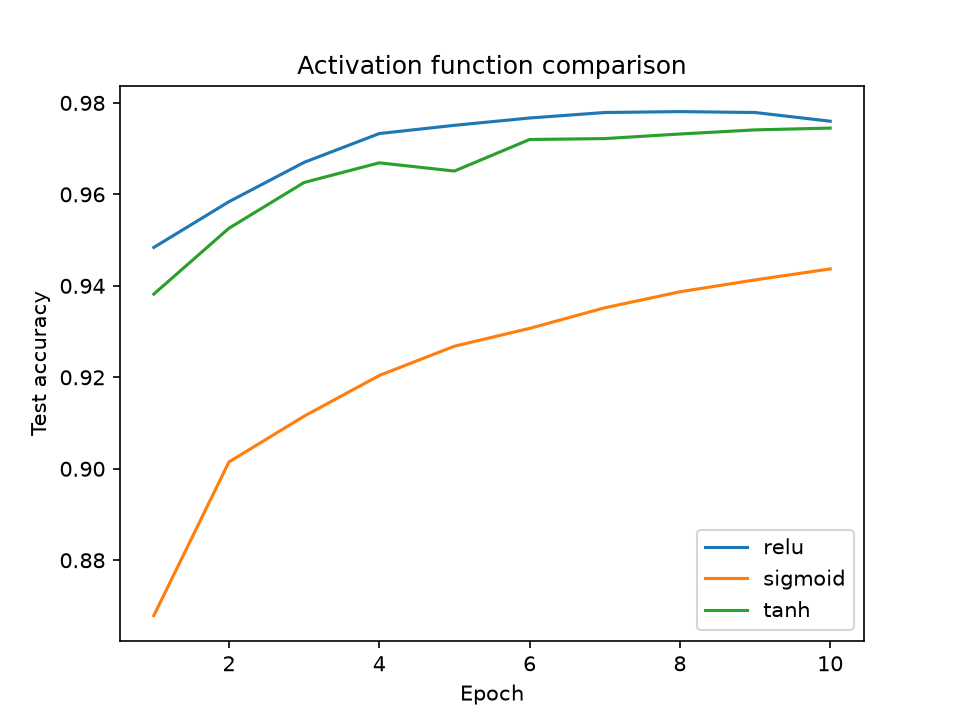 Activation function comparison
0.98
0.96
0.94
0.92
0.90
0.88
Test accuracy
2 4 6 8 10
Epoch
relu
sigmoid
tanh